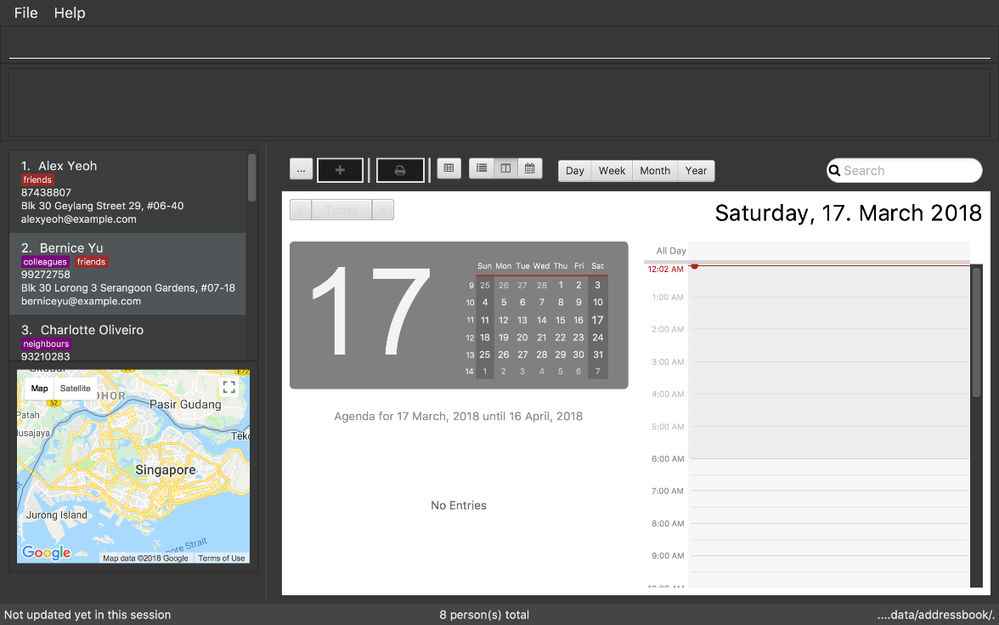 File Help
1. Alex Yeoh
friends
87438807
Blk 30 Geylang Street 29, #06-40
alexyeoh@example.com
2. Bernice Yu
colleagues friends
99272758
Blk 30 Lorong 3 Serangoon Gardens, #07-18
berniceyu@example.com
3. Charlotte Oliveiro
neighbours
93210283
Map Satellite
E22
52
Pasir Gudang
Singapore
Jurong Island
Google
Map data ©2018 Google Terms of Use
... + Day Week Month Year Search
< Today >
Saturday, 17. March 2018
17
Sun Mon Tue Wed Thu Fri Sat
9 25 26 27 28 1 2 3
10 4 5 6 7 8 9 10
11 11 12 13 14 15 16 17
12 18 19 20 21 22 23 24
13 25 26 27 28 29 30 31
14 1 2 3 4 5 6 7
Agenda for 17 March, 2018 until 16 April, 2018
No Entries
All Day
12:02 AM
1:00 AM
2:00 AM
3:00 AM
4:00 AM
5:00 AM
6:00 AM
7:00 AM
8:00 AM
9:00 AM
10:00 AM
Not updated yet in this session 8 person(s) total ....data/addressbook/.